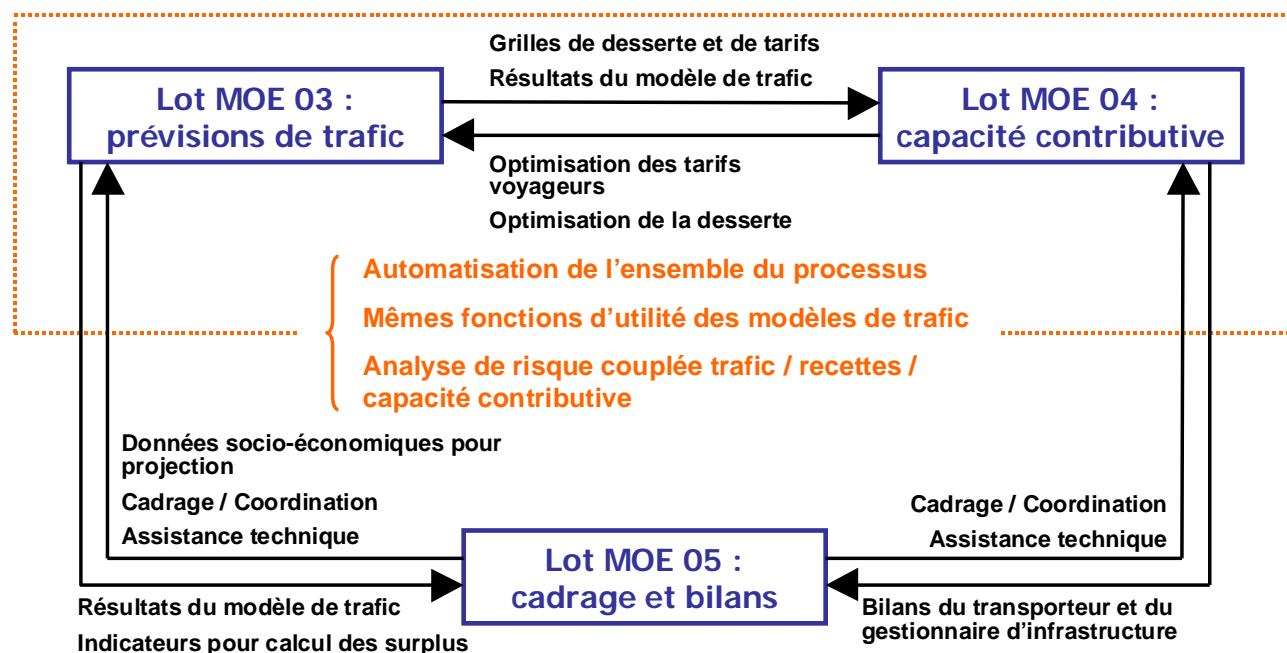 Grilles de desserte et de tarifs
Résultats du modèle de trafic
Lot MOE 03 :
prévisions de trafic
Lot MOE 04 :
capacité contributive
Optimisation des tarifs
voyageurs
Optimisation de la desserte
Automatisation de l'ensemble du processus
Mêmes fonctions d'utilité des modèles de trafic
Analyse de risque couplée trafic / recettes /
capacité contributive
Données socio-économiques pour
projection
Cadrage / Coordination
Assistance technique
Cadrage / Coordination
Assistance technique
Lot MOE 05 :
cadrage et bilans
Résultats du modèle de trafic
Indicateurs pour calcul des surplus
Bilans du transporteur et du
gestionnaire d'infrastructure